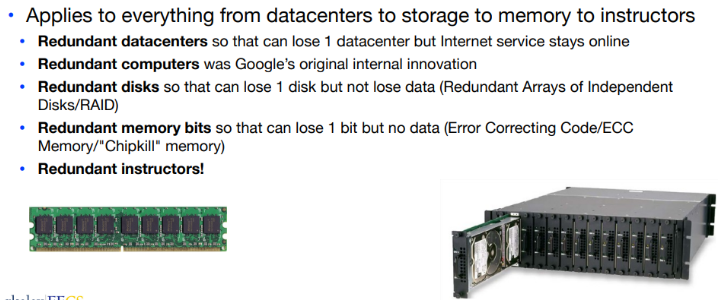 Applies to everything from datacenters to storage to memory to instructors
Redundant datacenters so that can lose 1 datacenter but Internet service stays online
Redundant computers was Google's original internal innovation
Redundant disks so that can lose 1 disk but not lose data (Redundant Arrays of Independent
Disks/RAID)
Redundant memory bits so that can lose 1 bit but no data (Error Correcting Code/ECC
Memory/"Chipkill" memory)
Redundant instructors!